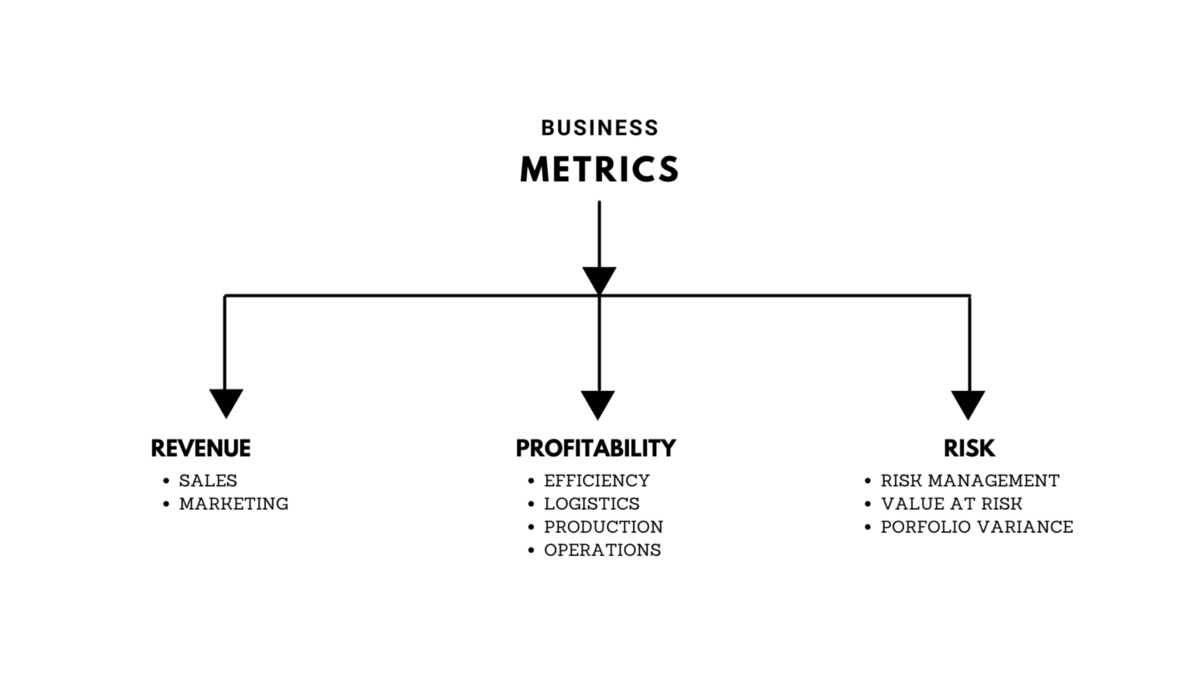 BUSINESS
METRICS
REVENUE
• SALES
• MARKETING
PROFITABILITY
• EFFICIENCY
• LOGISTICS
• PRODUCTION
• OPERATIONS
RISK
• RISK MANAGEMENT
• VALUE AT RISK
• PORFOLIO VARIANCE